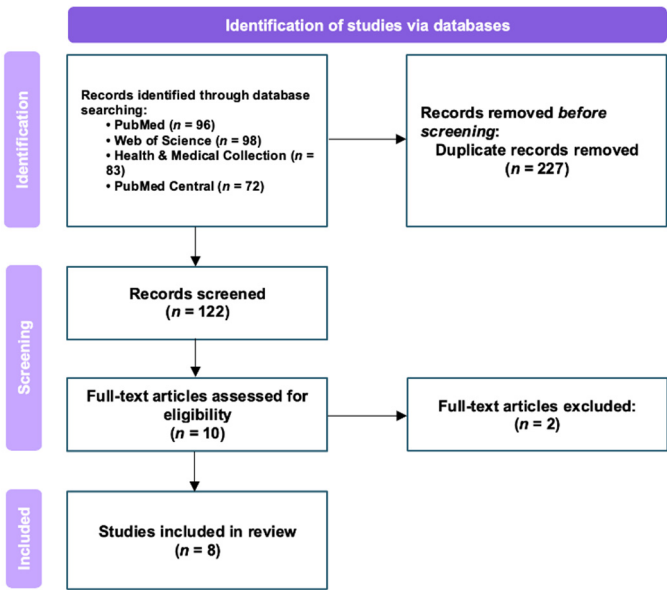 Identification of studies via databases
Identification
Records identified through database
searching:
• PubMed (n = 96)
• Web of Science (n = 98)
• Health & Medical Collection (n =
83)
• PubMed Central (n = 72)
Records removed before
screening:
Duplicate records removed
(n = 227)
Screening
Records screened
(n = 122)
Full-text articles assessed for
eligibility
(n = 10)
Full-text articles excluded:
(n = 2)
Included
Studies included in review
(n = 8)